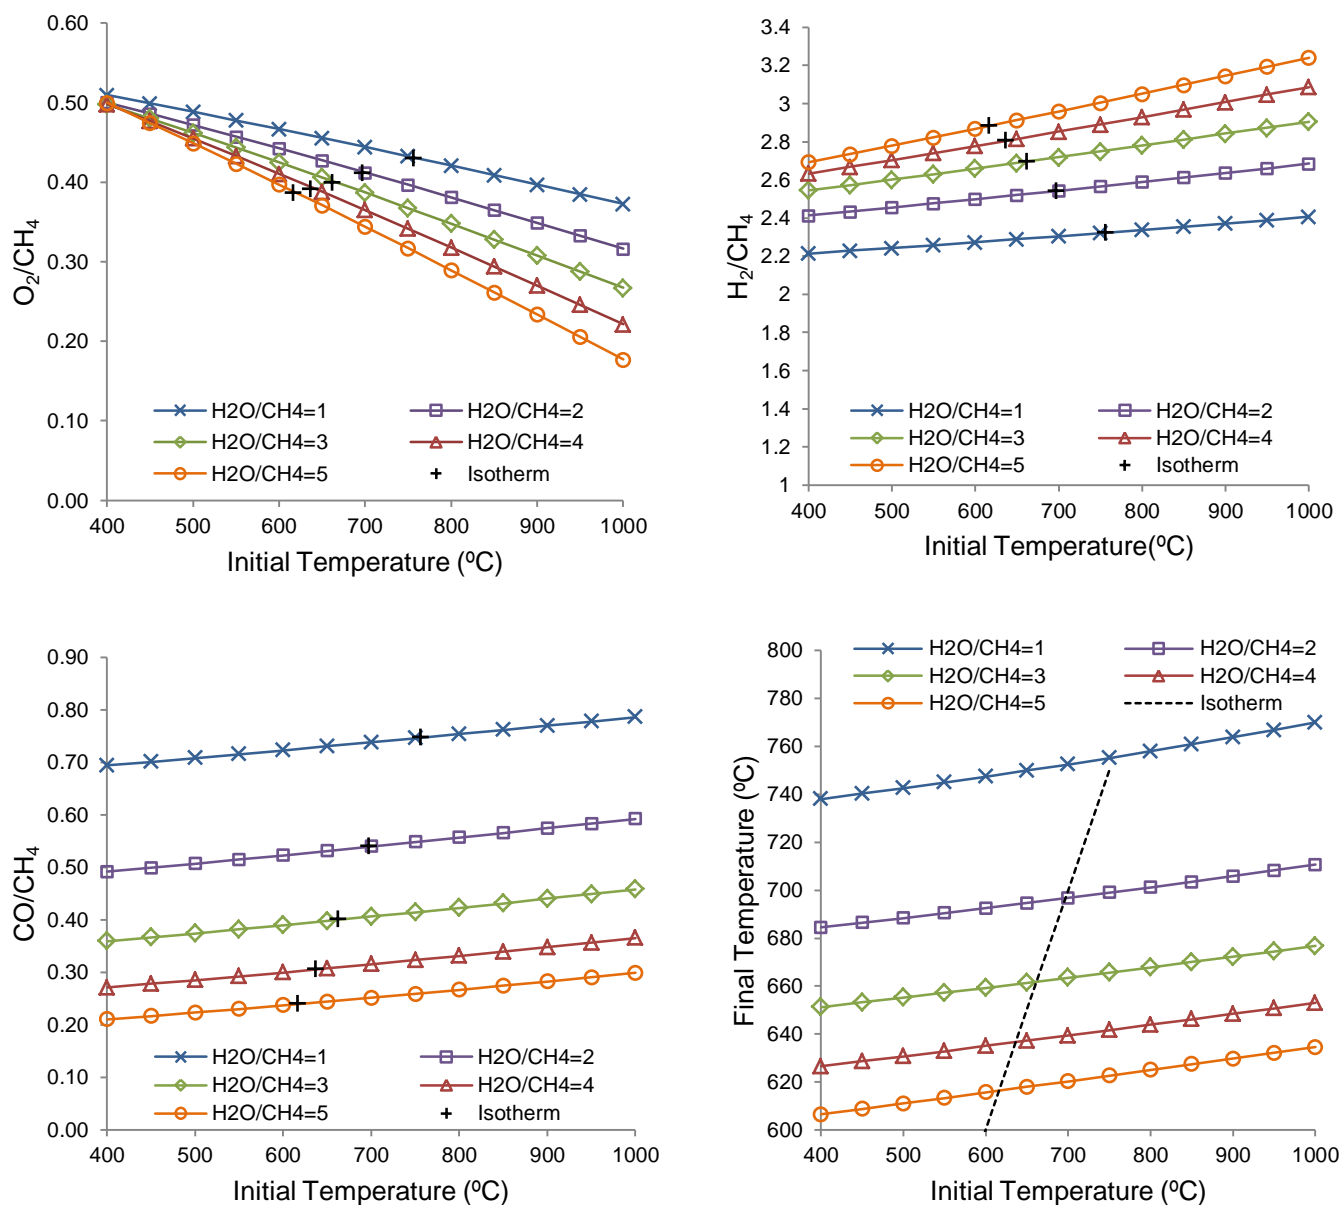 0.60
0.50
0.40
0.30
0.20
0.10
0.00
O2/CH4
H2O/CH4=1
H2O/CH4=2
H2O/CH4=3
H2O/CH4=4
H2O/CH4=5
Isotherm
400 500 600 700 800 900 1000
Initial Temperature (ºC)
3.4
3.2
3
2.8
2.6
2.4
2.2
2
1.8
1.6
1.4
1.2
1
H2/CH4
H2O/CH4=1
H2O/CH4=2
H2O/CH4=3
H2O/CH4=4
H2O/CH4=5
Isotherm
400 500 600 700 800 900 1000
Initial Temperature(ºC)
0.90
0.80
0.70
0.60
0.50
0.40
0.30
0.20
0.10
0.00
CO/CH4
H2O/CH4=1
H2O/CH4=2
H2O/CH4=3
H2O/CH4=4
H2O/CH4=5
Isotherm
400 500 600 700 800 900 1000
Initial Temperature (ºC)
800
780
760
740
720
700
680
660
640
620
600
Final Temperature (ºC)
H2O/CH4=1
H2O/CH4=2
H2O/CH4=3
H2O/CH4=4
H2O/CH4=5
Isotherm
400 500 600 700 800 900 1000
Initial Temperature (ºC)